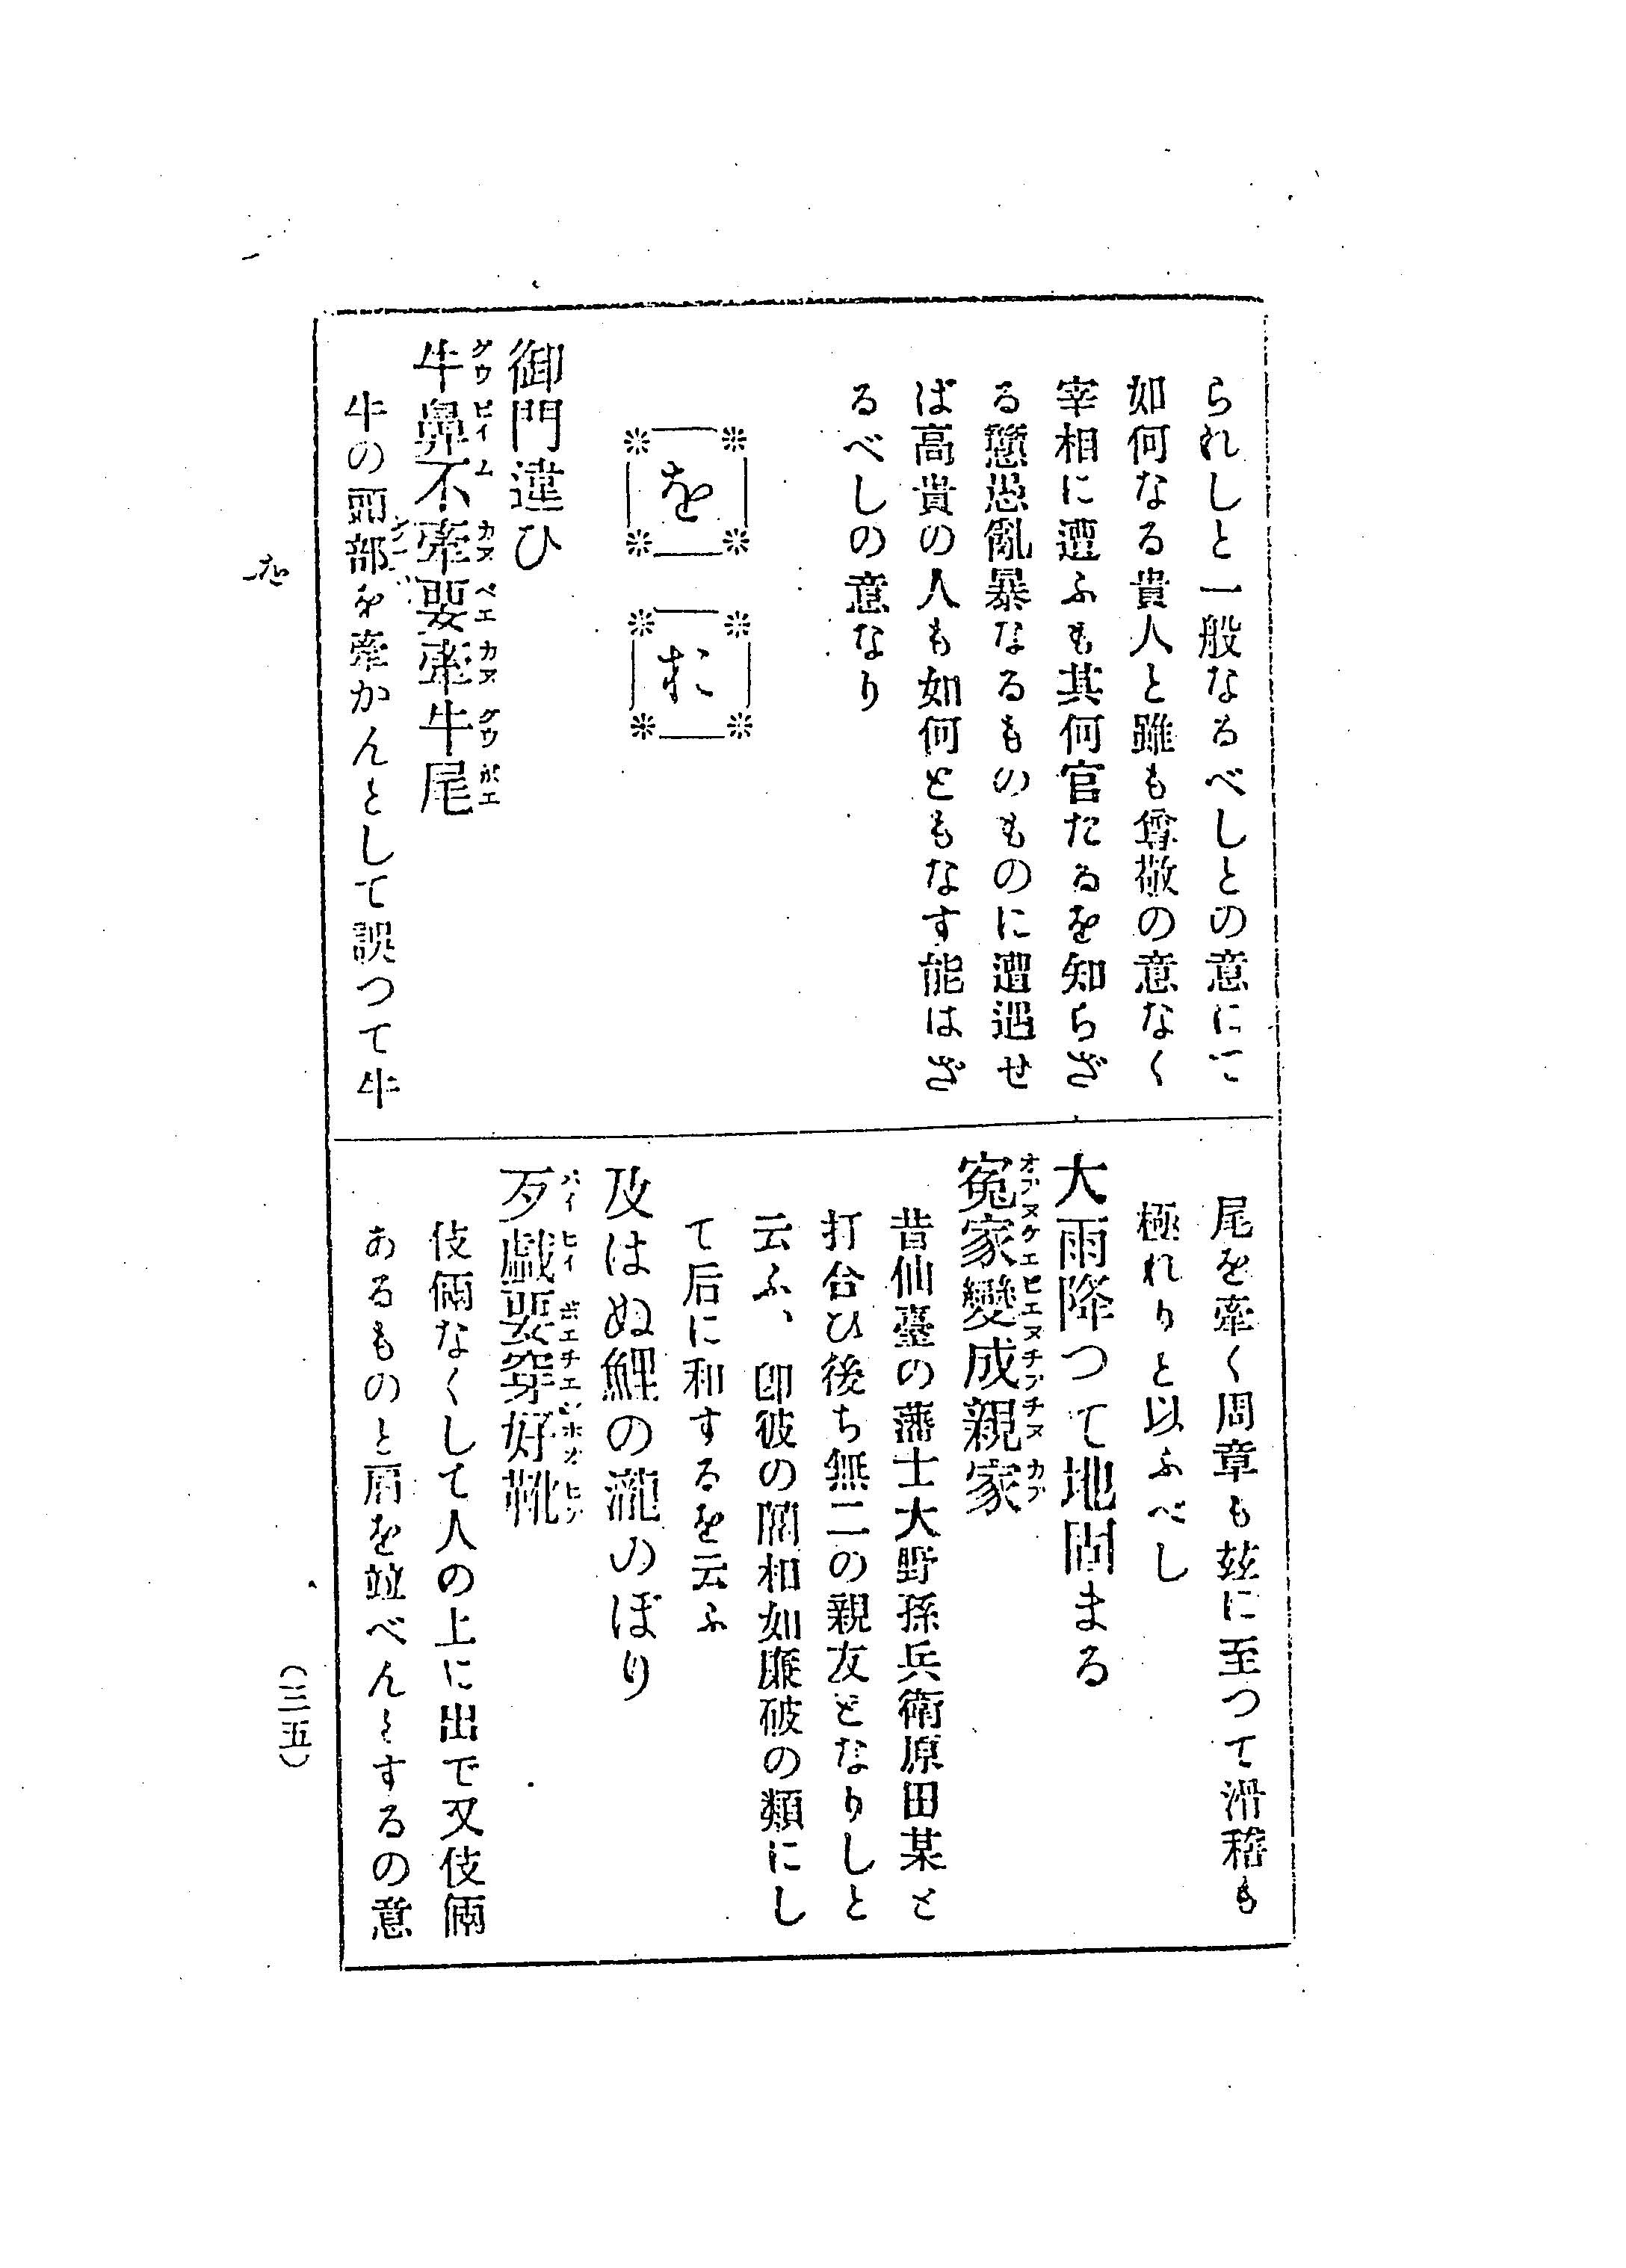 られしと一般なるべしとの意にて
如何なる貴人と雖も尊敬の意なく
宰相に遭ふも其何官たるを知らざ
る戇愚亂暴なるものものに遭遇せ
ば高貴の人も如何ともなす能はざ
るべしの意なり
を
お
御門違ひ
牛鼻不牽要牽牛尾
牛の頭部を牽かんとして誤つて牛
尾を牽く周章も玆に至つて滑稽も
極れりと以ふべし
大雨降つて地固まる
冤家變成親家
昔仙臺の藩士大野孫兵衛原田某と
打合ひ後ち無二の親友となりしと
云ふ、卽彼の藺相如廉破の類にし
て后に和するを云ふ
及はぬ鯉の瀧のぼり
歹戯要穿好靴
伎倆なくして人の上に出で又伎倆
あるものと肩を竝べんとするの意
を
(三五)